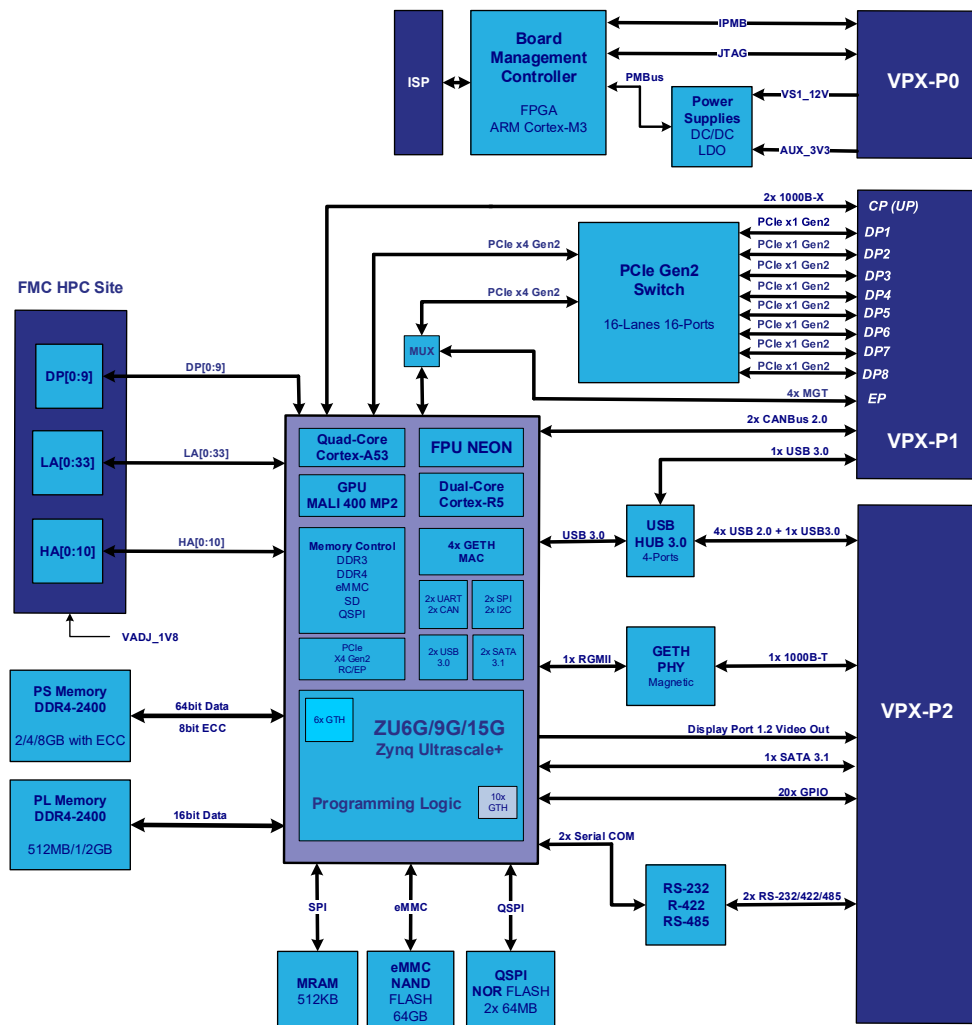 IPMB
JTAG
PMBus
VS1_12V
AUX_3V3
ISP
Board
Management
Controller
FPGA
ARM Cortex-M3
Power
Supplies
DC/DC
LDO
VPX-P0
2x 1000B-X
CP (UP)
PCIe x1 Gen2
DP1
PCIe x4 Gen2
PCIe x1 Gen2
DP2
PCIe x1 Gen2
DP3
PCIe x4 Gen2
PCIe x1 Gen2
DP4
PCIe x1 Gen2
DP5
PCIe x1 Gen2
DP6
PCIe x1 Gen2
DP7
PCIe x1 Gen2
DP8
PCIe Gen2
Switch
16-Lanes 16-Ports
MUX
4x MGT
EP
2x CANBus 2.0
VPX-P1
1x USB 3.0
FMC HPC Site
DP[0:9]
DP[0:9]
LA[0:33]
LA[0:33]
HA[0:10]
HA[0:10]
VADJ_1V8
Quad-Core
Cortex-A53
FPU NEON
GPU
MALI 400 MP2
Dual-Core
Cortex-R5
Memory Control
DDR3
DDR4
eMMC
SD
QSPI
4x GETH
MAC
2x UART
2x CAN
2x SPI
2x I2C
PCIe
X4 Gen2
RC/EP
2x USB
3.0
2x SATA
3.1
6x GTH
ZU6G/9G/15G
Zynq Ultrascale+
Programming Logic
10x
GTH
USB 3.0
USB
HUB 3.0
4-Ports
4x USB 2.0 + 1x USB3.0
1x RGMII
GETH
PHY
Magnetic
1x 1000B-T
VPX-P2
Display Port 1.2 Video Out
1x SATA 3.1
20x GPIO
2x Serial COM
RS-232
R-422
RS-485
2x RS-232/422/485
PS Memory
DDR4-2400
2/4/8GB with ECC
64bit Data
8bit ECC
PL Memory
DDR4-2400
512MB/1/2GB
16bit Data
SPI
eMMC
QSPI
MRAM
512KB
eMMC
NAND
FLASH
64GB
QSPI
NOR FLASH
2x 64MB